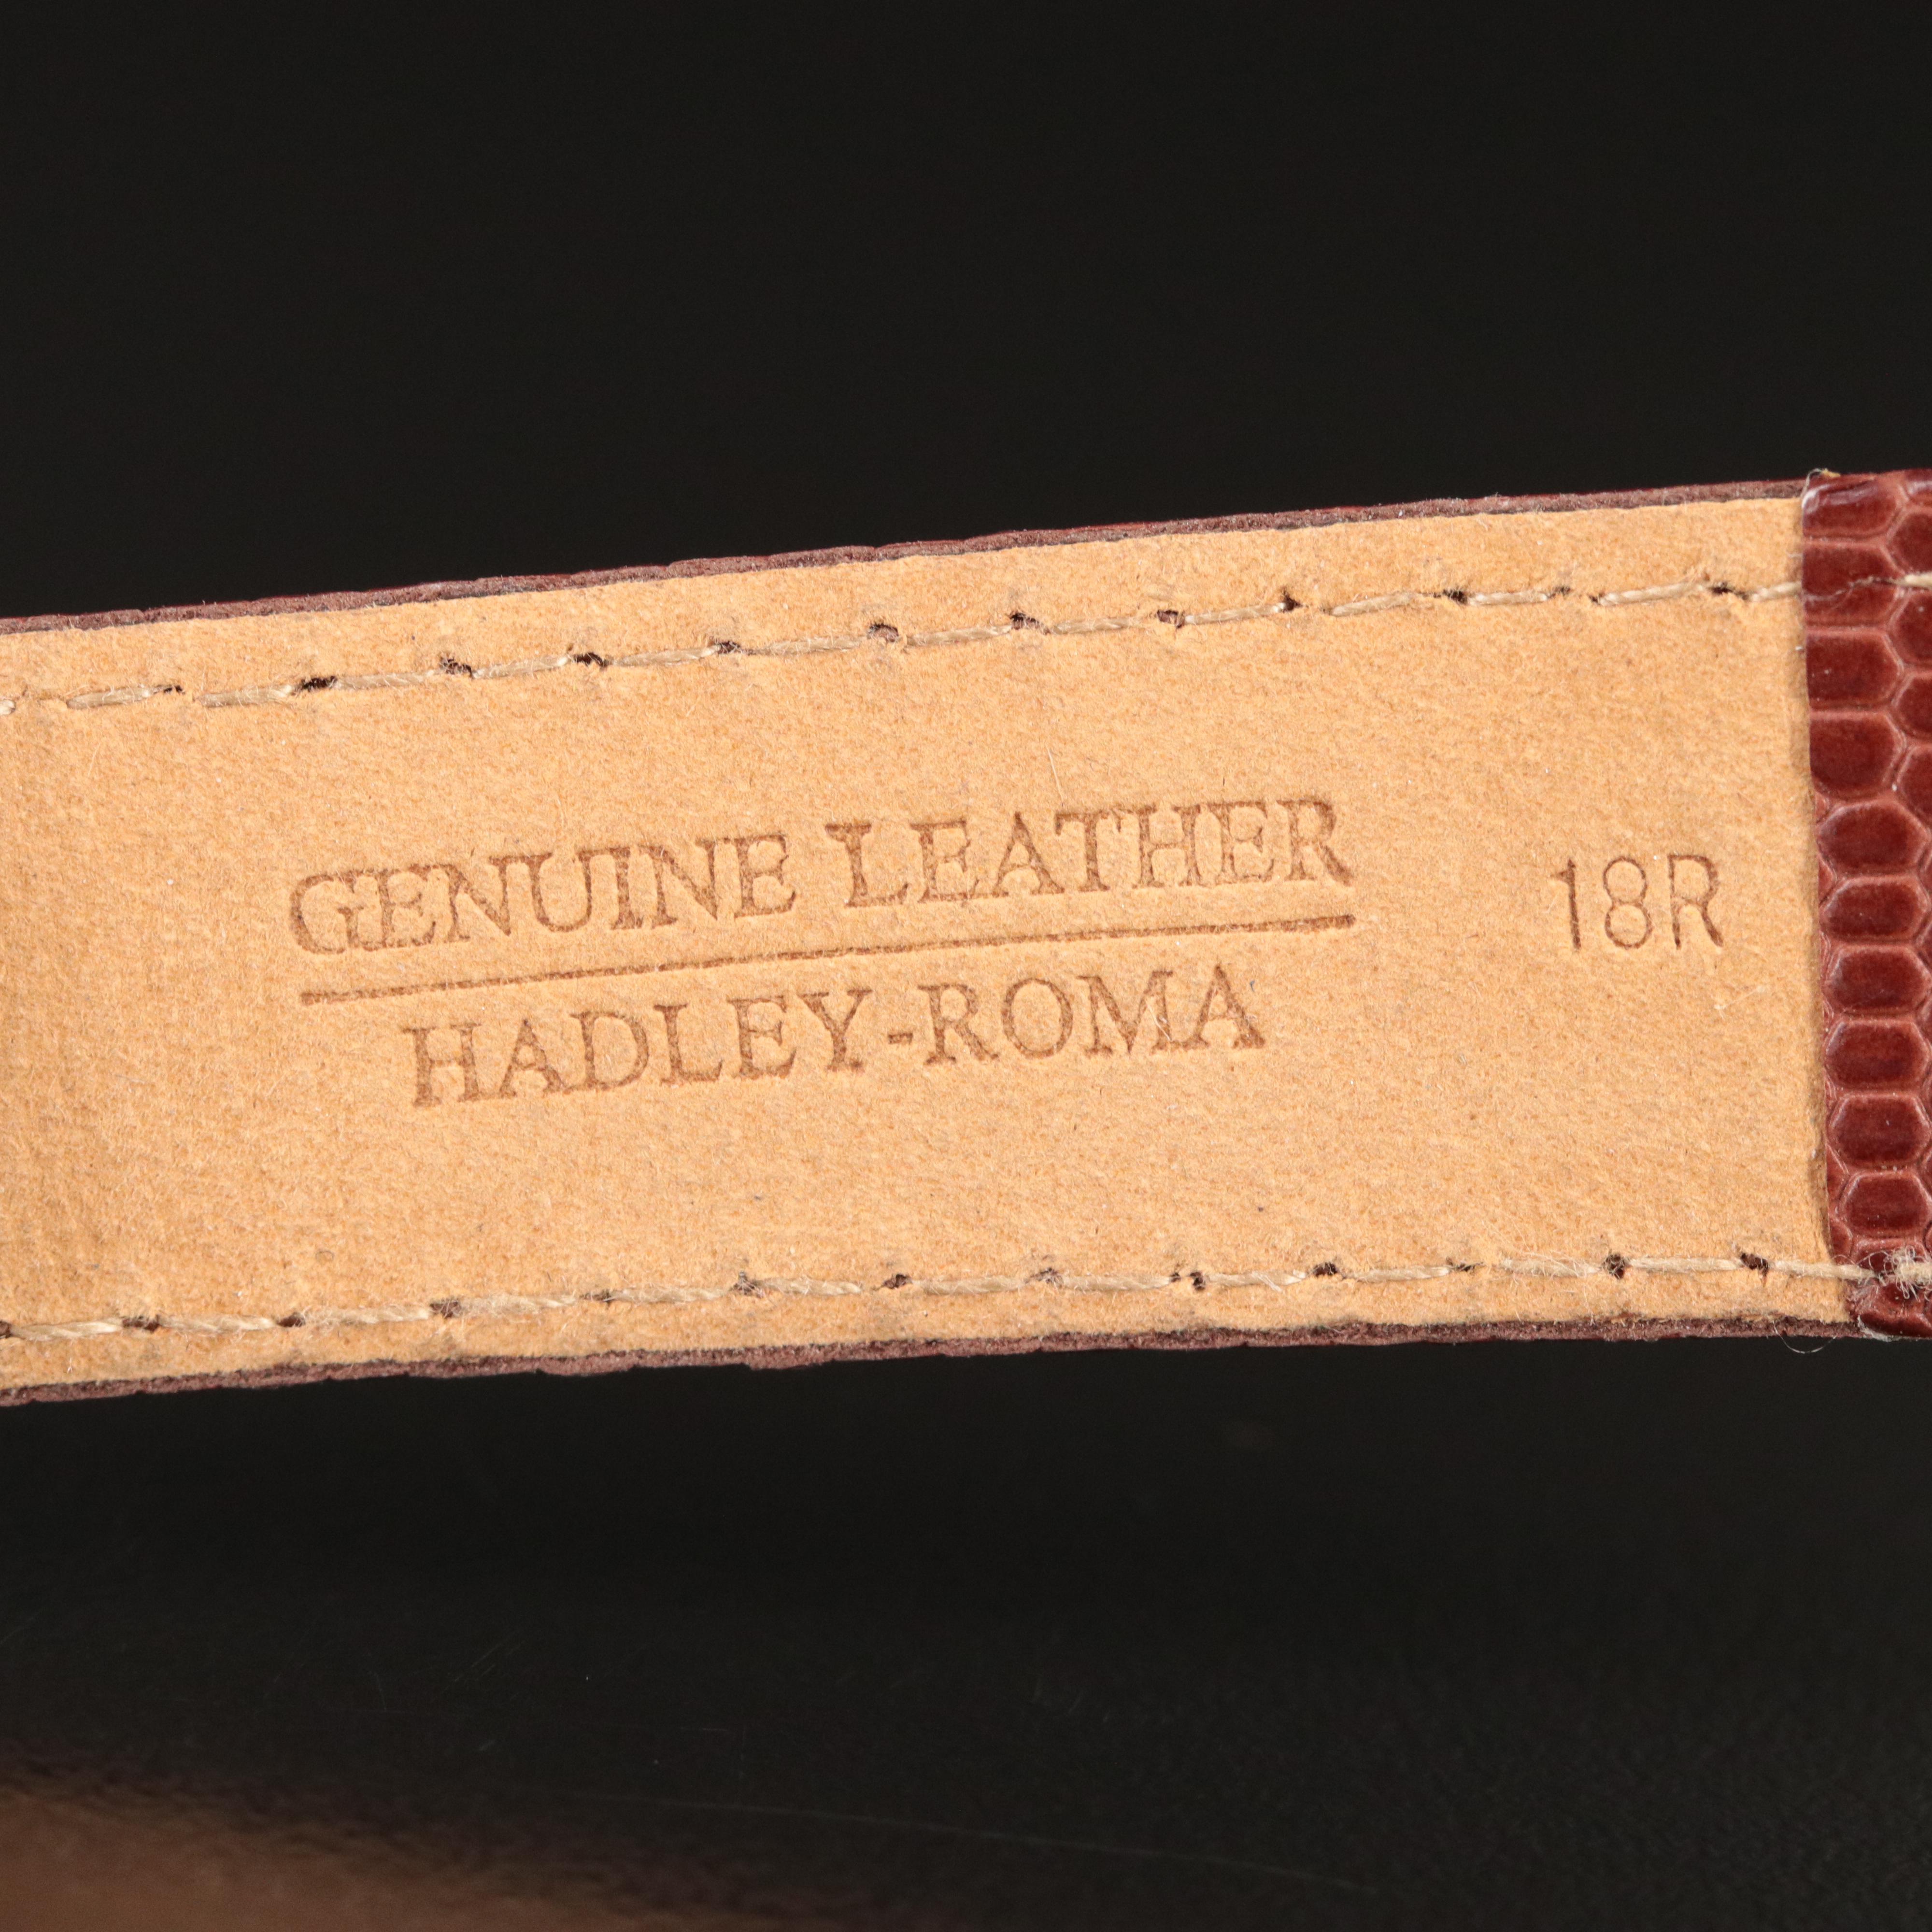 GENUINE LEATHER
HADLEY-ROMA
18R